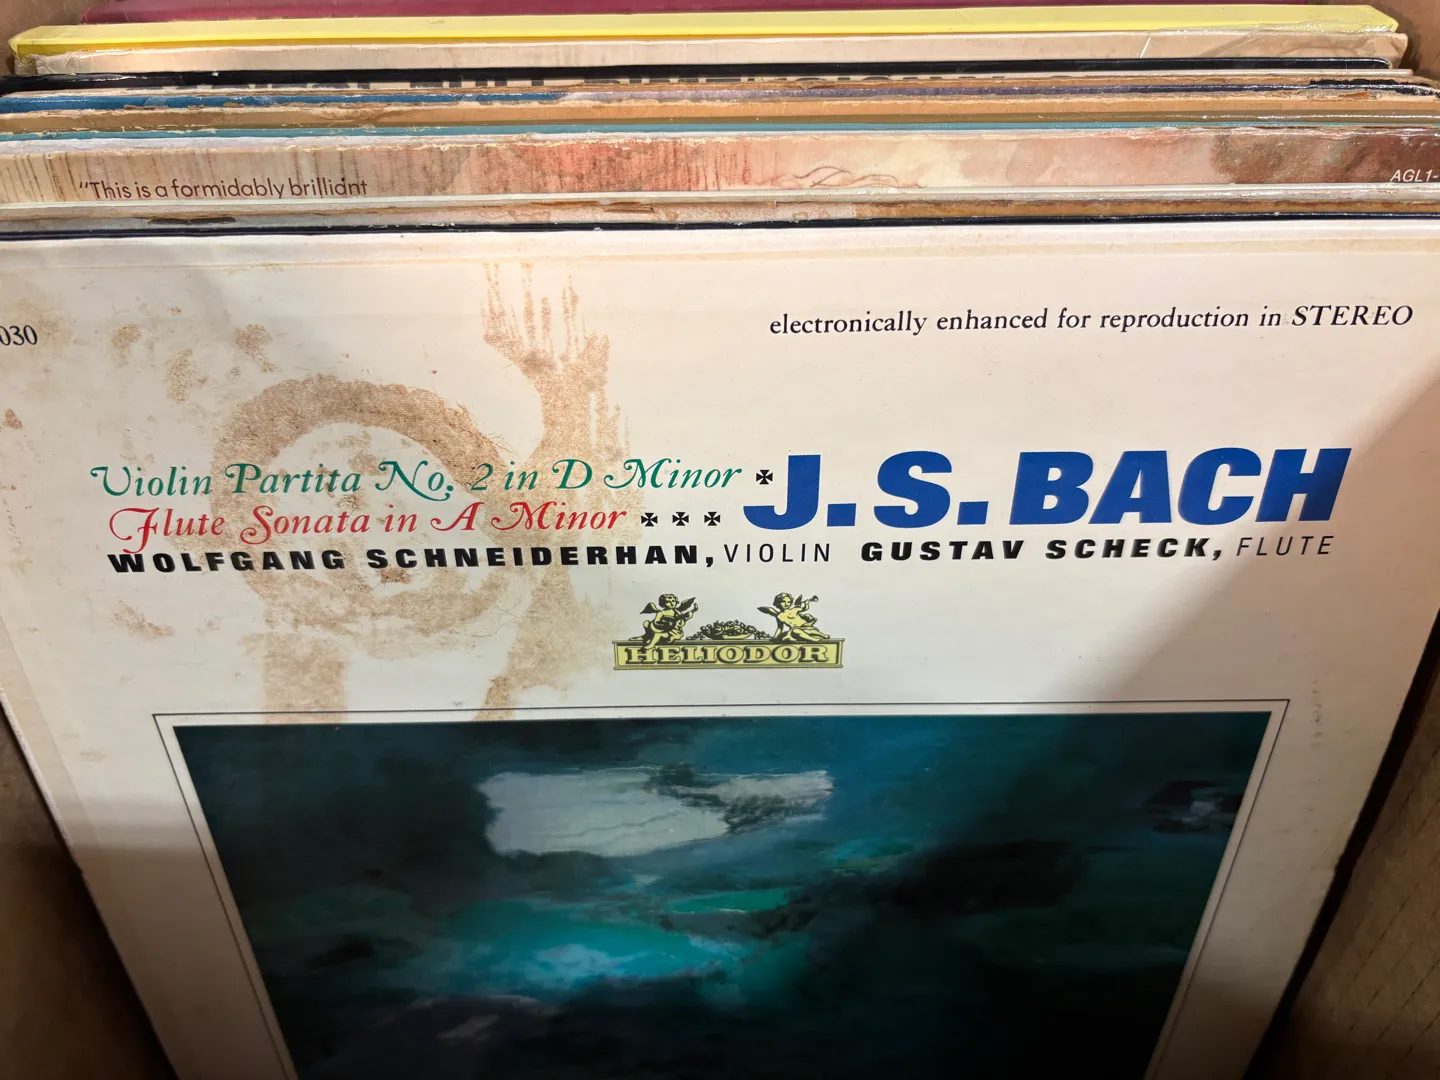 "This is a formidably brilliant
AGL1-
030
electronically enhanced for reproduction in STEREO
Violin Partita No. 2 in D Minor
J.S. BACH
Flute Sonata in A Minor
WOLFGANG SCHNEIDERHAN, VIOLIN GUSTAV SCHECK, FLUTE
HELIODOR